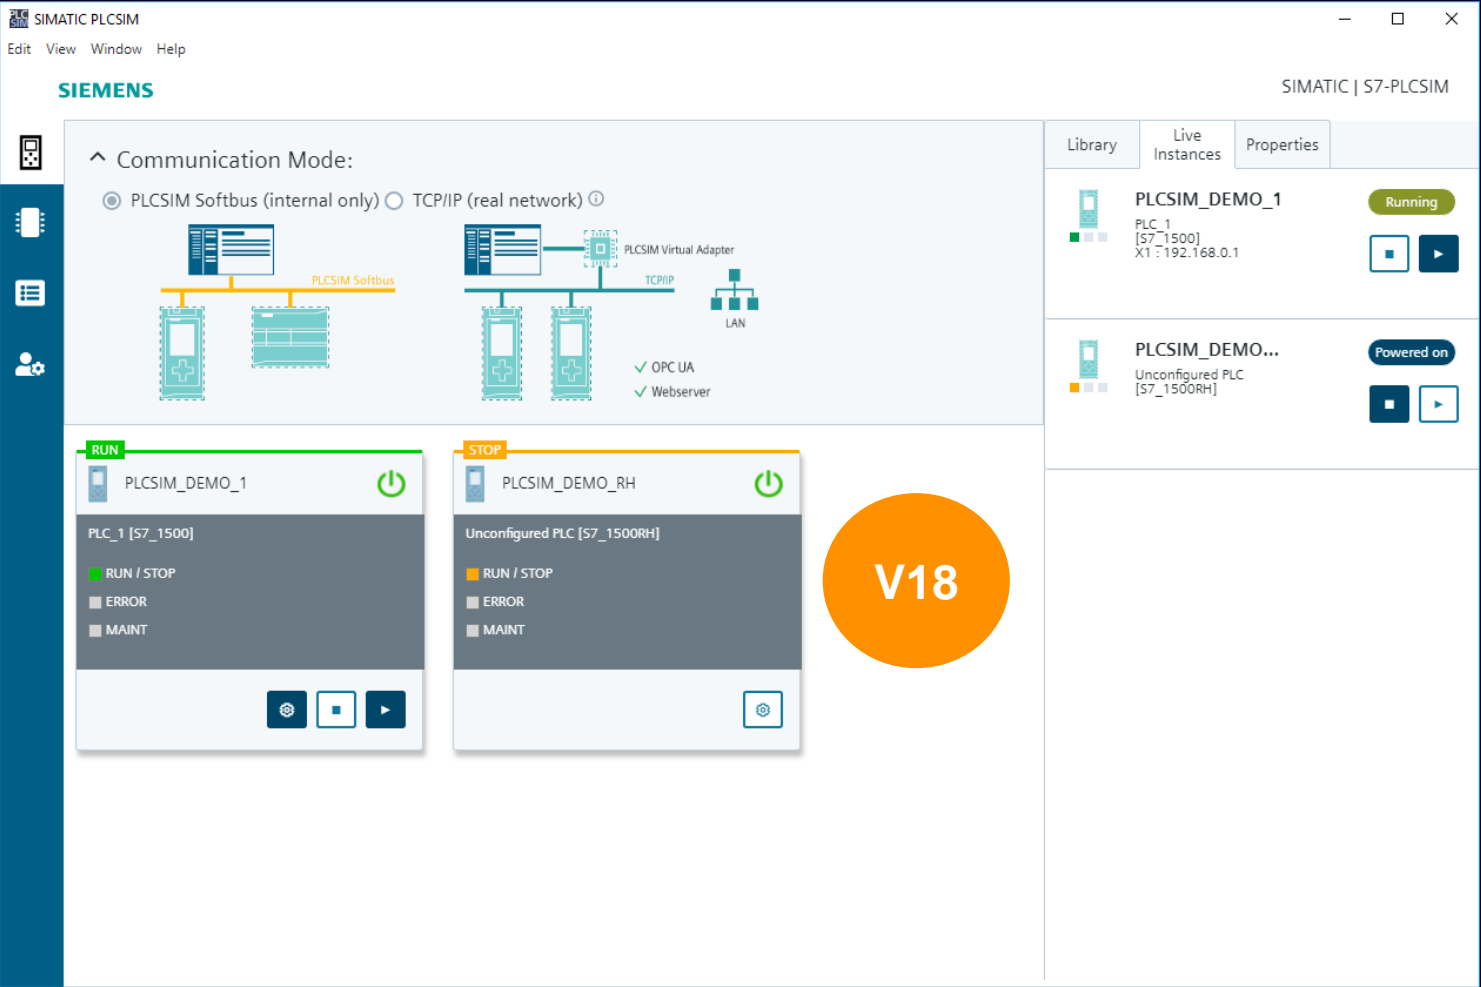 SIMATIC PLCSIM
Edit View Window Help
SIEMENS
SIMATIC | S7-PLCSIM
Communication Mode:
PLCSIM Softbus (internal only) TCP/IP (real network)
PLCSIM Softbus
PLCSIM Virtual Adapter
TCP/IP
LAN
OPC UA
Webserver
RUN
PLCSIM_DEMO_1
PLC_1 [S7_1500]
RUN / STOP
ERROR
MAINT
STOP
PLCSIM_DEMO_RH
Unconfigured PLC [S7_1500RH]
RUN / STOP
ERROR
MAINT
V18
Library
Live
Instances
Properties
PLCSIM_DEMO_1
Running
PLC_1
[S7_1500]
X1 : 192.168.0.1
PLCSIM_DEMO...
Powered on
Unconfigured PLC
[S7_1500RH]